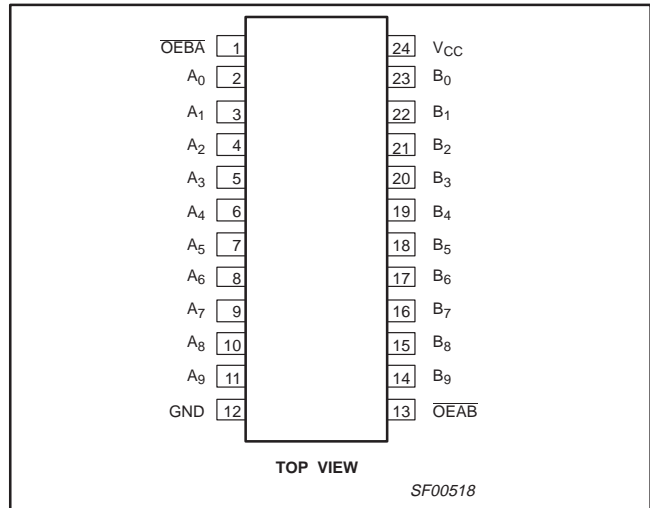 OEBA 1 24 VCC
A0 2 23 B0
A1 3 22 B1
A2 4 21 B2
A3 5 20 B3
A4 6 19 B4
A5 7 18 B5
A6 8 17 B6
A7 9 16 B7
A8 10 15 B8
A9 11 14 B9
GND 12 13 OEAB
TOP VIEW
SF00518